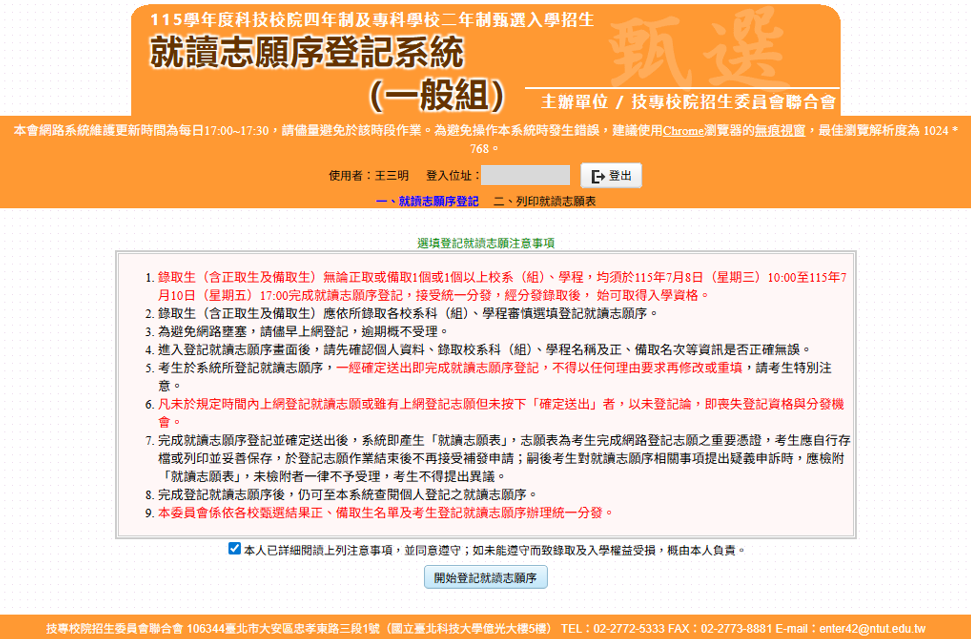 115學年度科技校院四年制及專科學校二年制甄選入學招生
甄選
就讀志願序登記系統
(一般組)
主辦單位 / 技專校院招生委員會聯合會
本會網路系統維護更新時間為每日17:00~17:30，請儘量避免於該時段作業。為避免操作本系統時發生錯誤，建議使用Chrome瀏覽器的無痕視窗，最佳瀏覽解析度為 1024 *
768。
使用者：王三明 登入位址： 登出
一、就讀志願序登記 二、列印就讀志願表
選填登記就讀志願注意事項
1. 錄取生（含正取生及備取生）無論正取或備取1個或1個以上校系（組）、學程，均須於115年7月8日（星期三）10:00至115年7
月10日（星期五）17:00完成就讀志願序登記，接受統一分發，經分發錄取後， 始可取得入學資格。
2. 錄取生（含正取生及備取生）應依所錄取各校系科（組）、學程審慎選填登記就讀志願序。
3. 為避免網路壅塞，請儘早上網登記，逾期概不受理。
4. 進入登記就讀志願序畫面後，請先確認個人資料、錄取校系科（組）、學程名稱及正、備取名次等資訊是否正確無誤。
5. 考生於系統所登記就讀志願序，一經確定送出即完成就讀志願序登記，不得以任何理由要求再修改或重填，請考生特別注
意。
6. 凡未於規定時間內上網登記就讀志願或雖有上網登記志願但未按下「確定送出」者，以未登記論，即喪失登記資格與分發機
會。
7. 完成就讀志願序登記並確定送出後，系統即產生「就讀志願表」，志願表為考生完成網路登記志願之重要憑證，考生應自行存
檔或列印並妥善保存，於登記志願作業結束後不再接受補發申請；嗣後考生對就讀志願序相關事項提出疑義申訴時，應檢附
「就讀志願表」，未檢附者一律不予受理，考生不得提出異議。
8. 完成登記就讀志願序後，仍可至本系統查閱個人登記之就讀志願序。
9. 本委員會係依各校甄選結果正、備取生名單及考生登記就讀志願序辦理統一分發。
本人已詳細閱讀上列注意事項，並同意遵守；如未能遵守而致錄取及入學權益受損，概由本人負責。
開始登記就讀志願序
技專校院招生委員會聯合會 106344臺北市大安區忠孝東路三段1號（國立臺北科技大學億光大樓5樓） TEL：02-2772-5333 FAX：02-2773-8881 E-mail：enter42@ntut.edu.tw